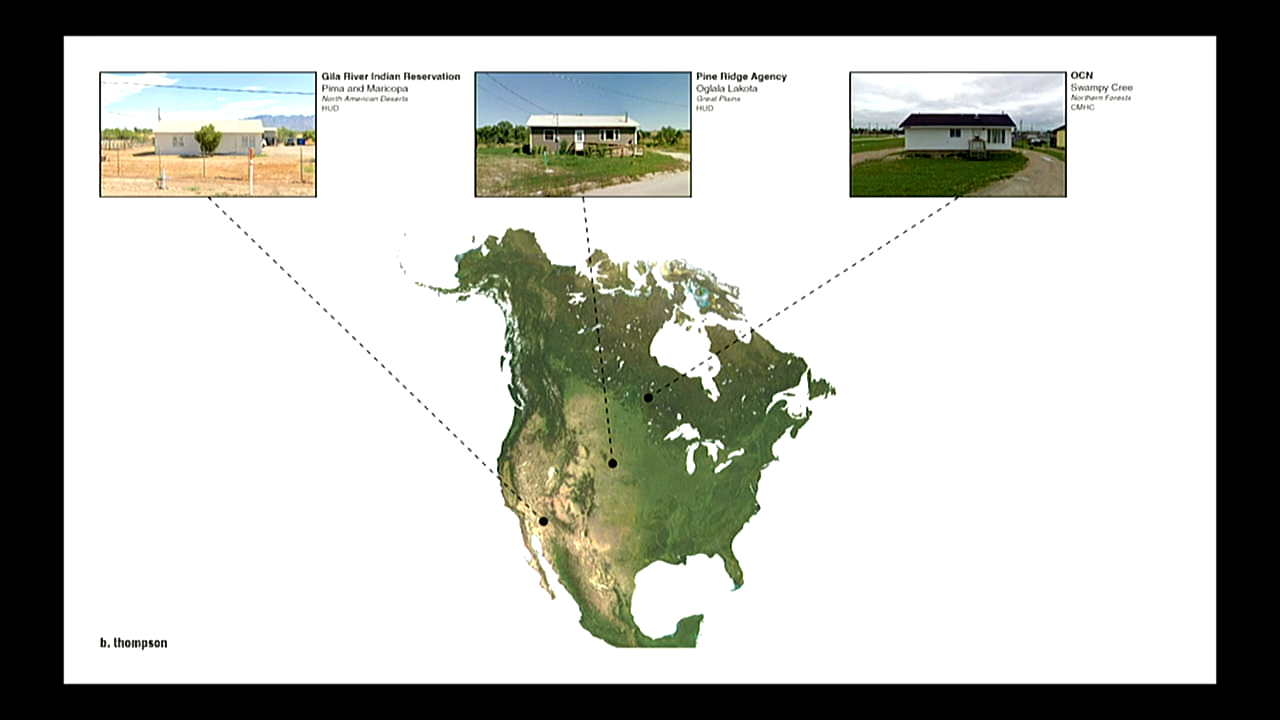 Gila River Indian Reservation
Pima and Maricopa
North American Deserts
HUD
Pine Ridge Agency
Oglala Lakota
Great Plains
HUD
OCN
Swampy Cree
Northern Forests
CMHC
b. thompson